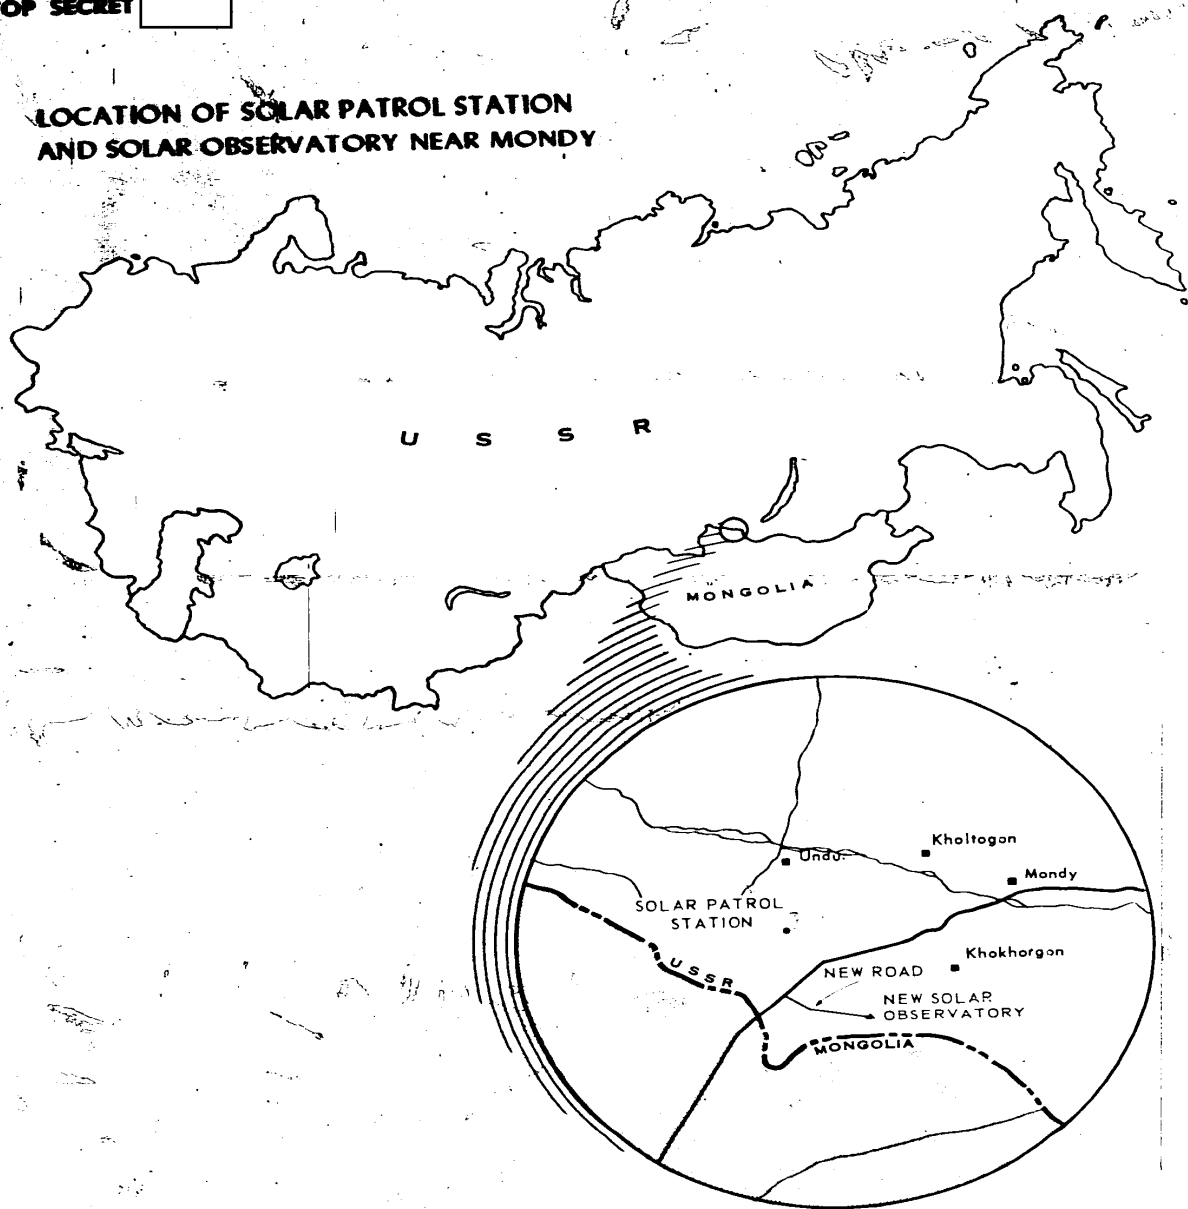 TOP SECRET
LOCATION OF SOLAR PATROL STATION
AND SOLAR OBSERVATORY NEAR MONDY
U S S R
MONGOLIA
Kholtogon
Undu.
Mondy
SOLAR PATROL
STATION
Khokhorgon
USSR
NEW ROAD
NEW SOLAR
OBSERVATORY
MONGOLIA